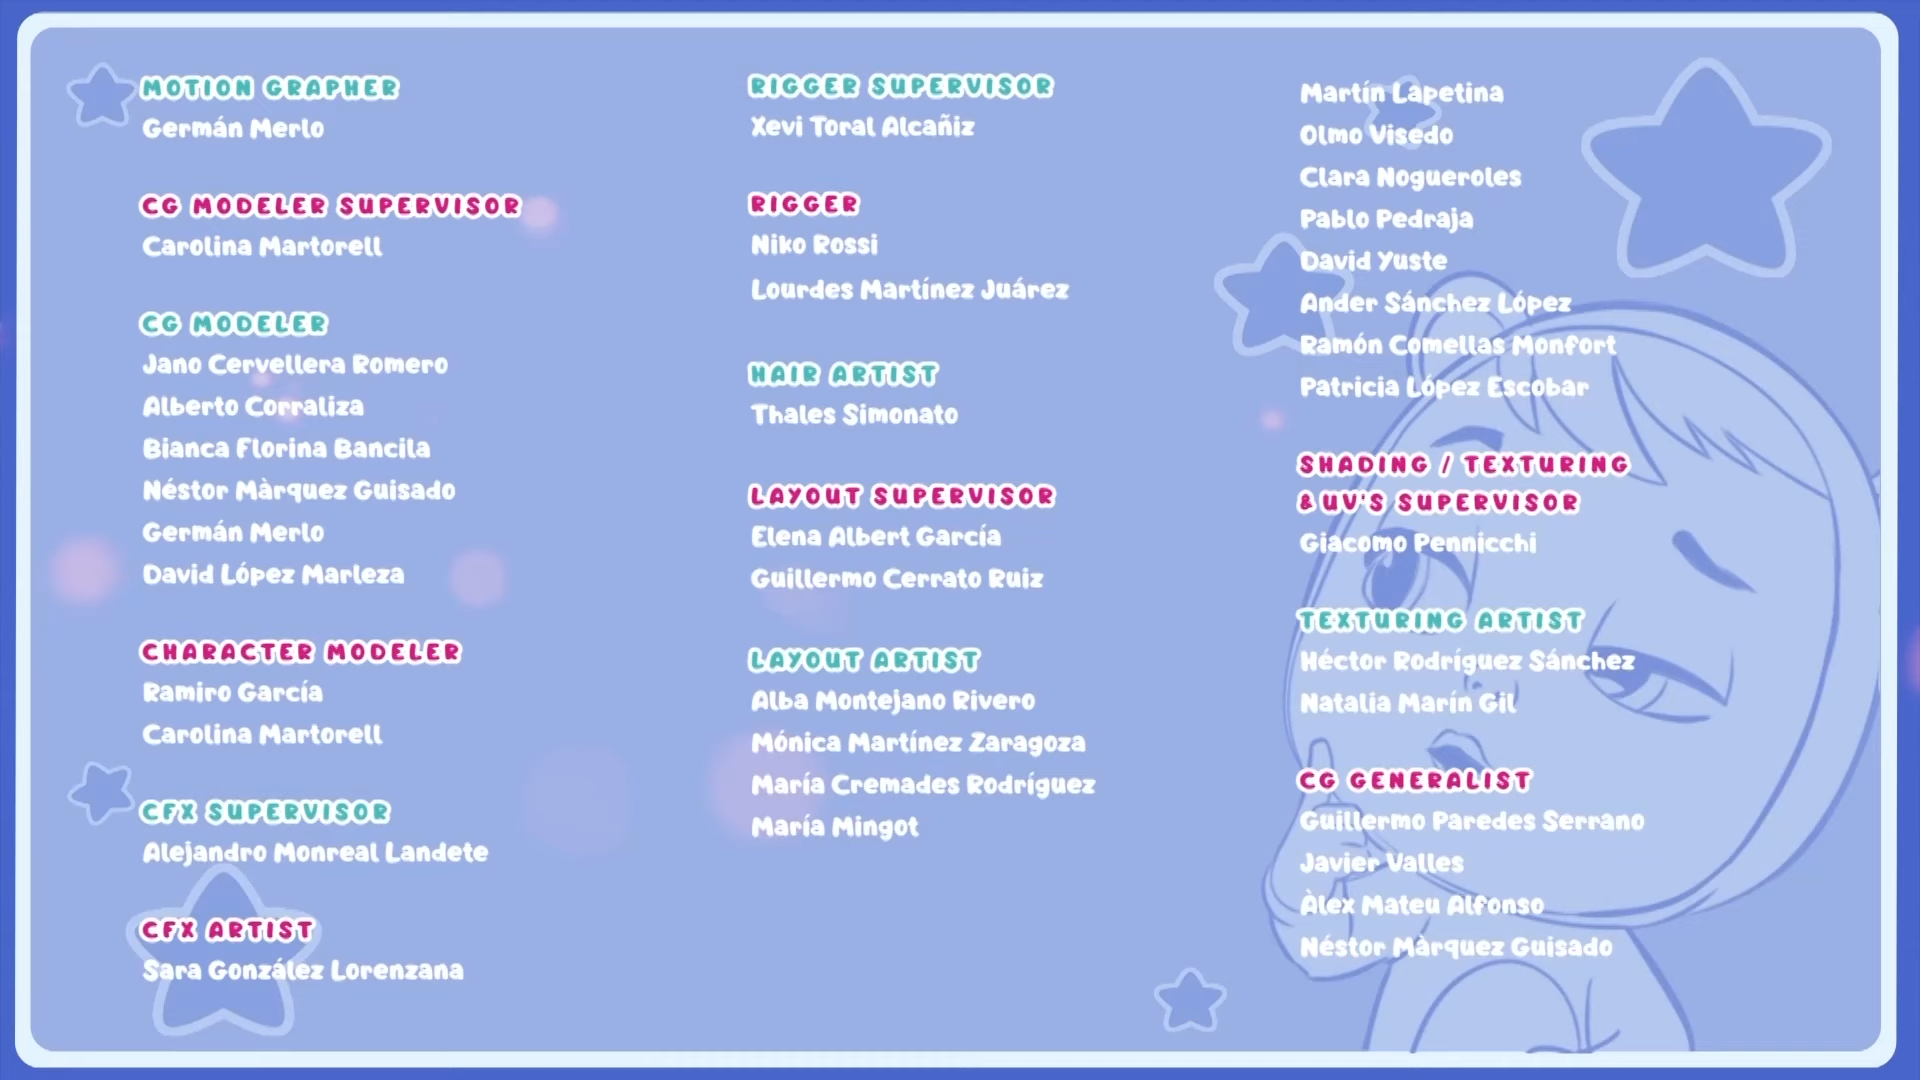 MOTION GRAPHER
Germán Merlo
CG MODELER SUPERVISOR
Carolina Martorell
CG MODELER
Jano Cervellera Romero
Alberto Corraliza
Bianca Florina Bancila
Néstor Màrquez Guisado
Germán Merlo
David López Marleza
CHARACTER MODELER
Ramiro García
Carolina Martorell
CFX SUPERVISOR
Alejandro Monreal Landete
CFX ARTIST
Sara González Lorenzana
RIGGER SUPERVISOR
Xevi Toral Alcañiz
RIGGER
Niko Rossi
Lourdes Martínez Juárez
HAIR ARTIST
Thales Simonato
LAYOUT SUPERVISOR
Elena Albert García
Guillermo Cerrato Ruiz
LAYOUT ARTIST
Alba Montejano Rivero
Mónica Martínez Zaragoza
María Cremades Rodríguez
María Mingot
Martín Lapetina
Olmo Visedo
Clara Nogueroles
Pablo Pedraja
David Yuste
Ander Sánchez López
Ramón Comellas Monfort
Patricia López Escobar
SHADING / TEXTURING
& UV'S SUPERVISOR
Giacomo Pennicchi
TEXTURING ARTIST
Héctor Rodríguez Sánchez
Natalia Marín Gil
CG GENERALIST
Guillermo Paredes Serrano
Javier Valles
Àlex Mateu Alfonso
Néstor Màrquez Guisado